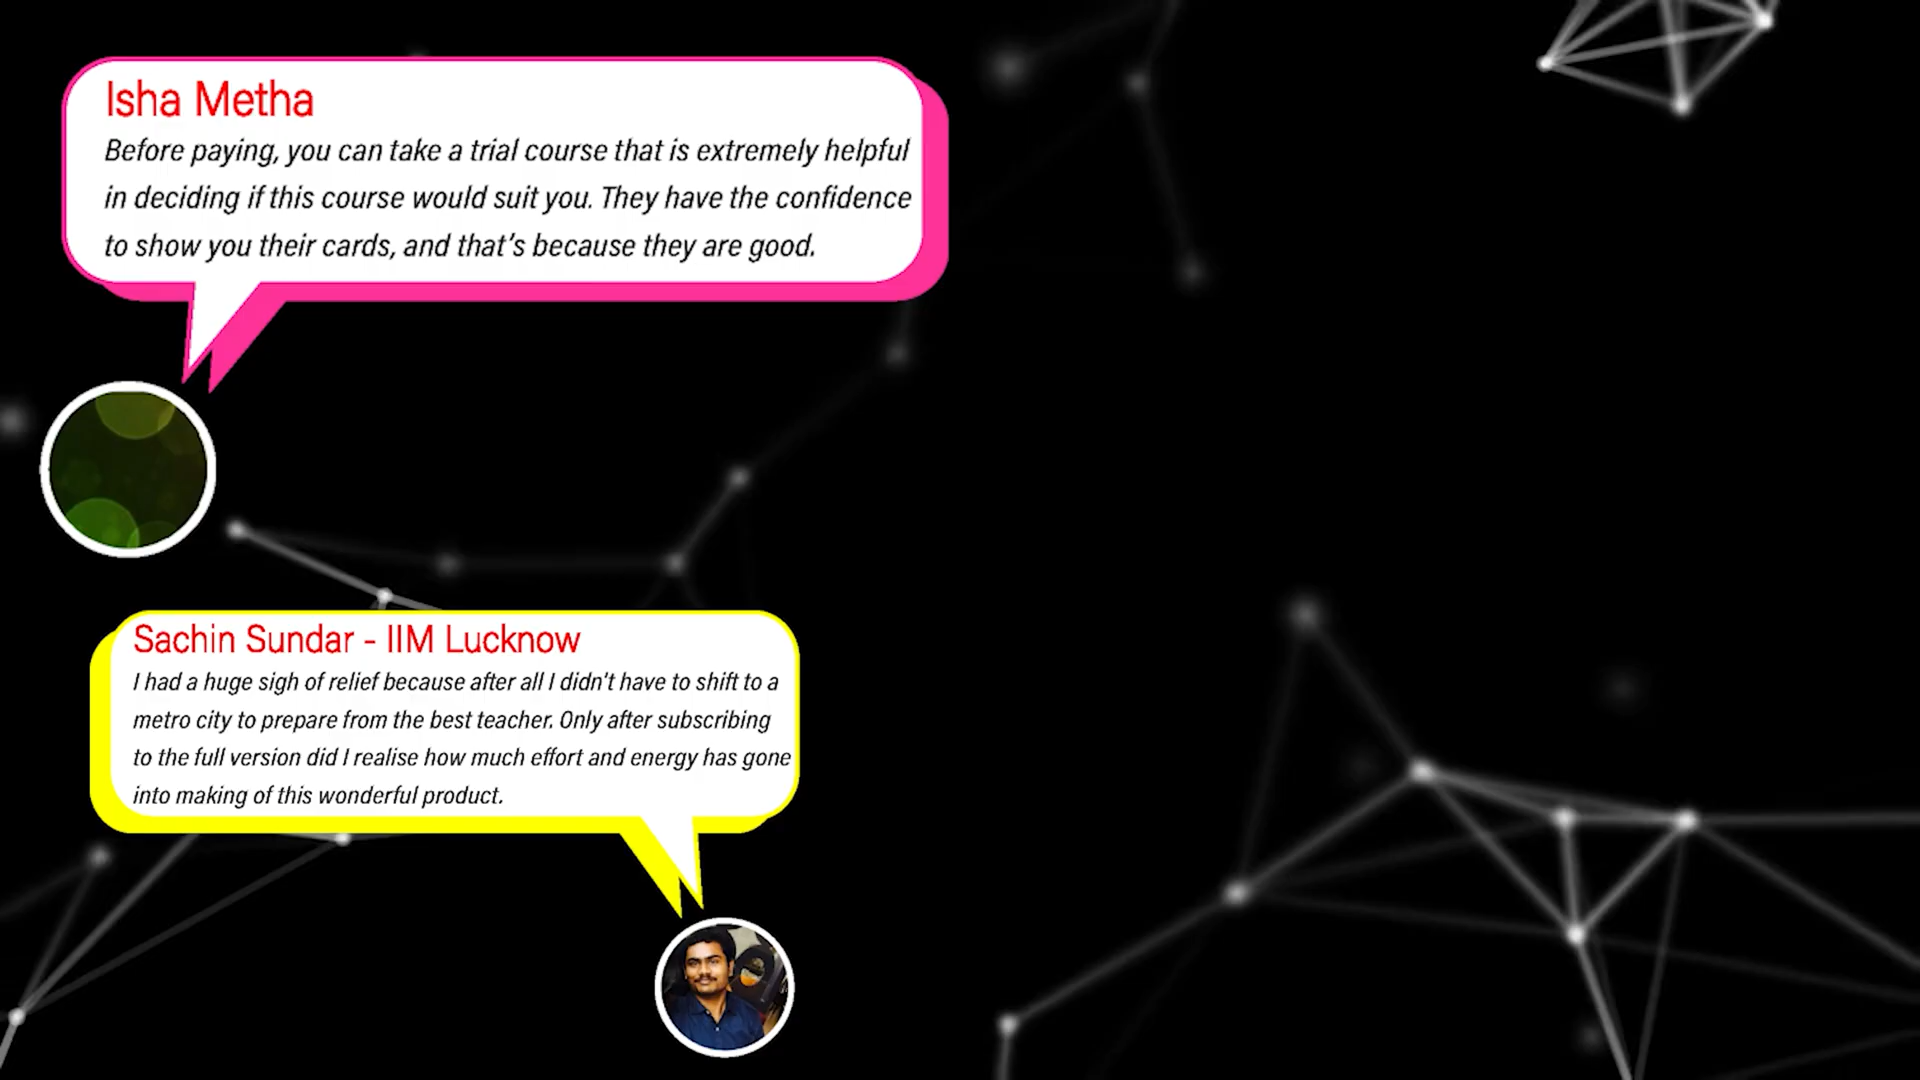 Isha Metha
Before paying, you can take a trial course that is extremely helpful
in deciding if this course would suit you. They have the confidence
to show you their cards, and that's because they are good.
Sachin Sundar - IIM Lucknow
I had a huge sigh of relief because after all I didn't have to shift to a
metro city to prepare from the best teacher. Only after subscribing
to the full version did I realise how much effort and energy has gone
into making of this wonderful product.